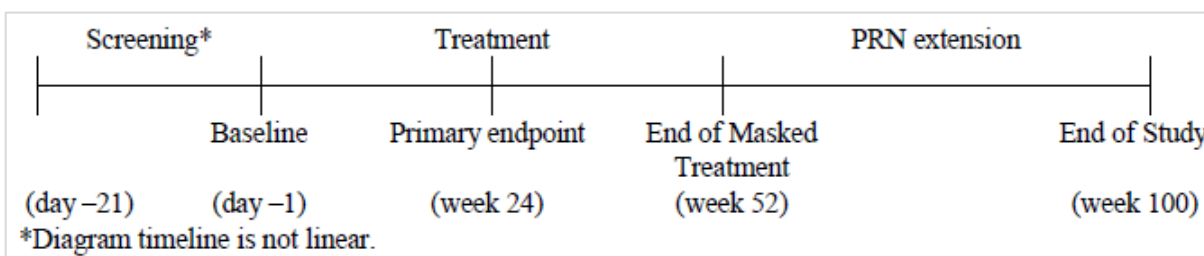 Screening* Treatment PRN extension
Baseline Primary endpoint End of Masked End of Study
Treatment
(day –21) (day –1) (week 24) (week 52) (week 100)
*Diagram timeline is not linear.